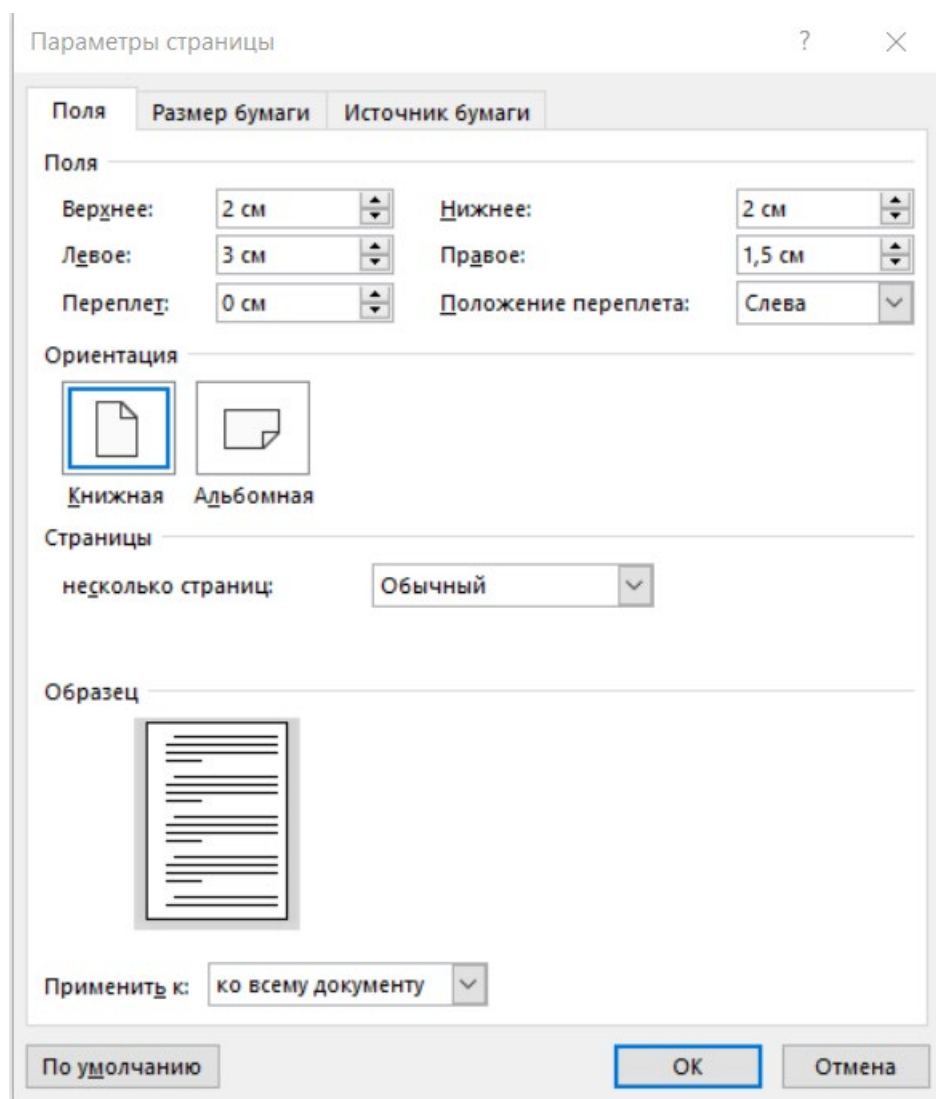 Параметры страницы ?
Поля Размер бумаги Источник бумаги
Поля
Верхнее: 2 см Нижнее: 2 см
Левое: 3 см Правое: 1,5 см
Переплет: 0 см Положение переплета: Слева
Ориентация
Книжная Альбомная
Страницы
несколько страниц: Обычный
Образец
Применить к: ко всему документу
По умолчанию ОК Отмена